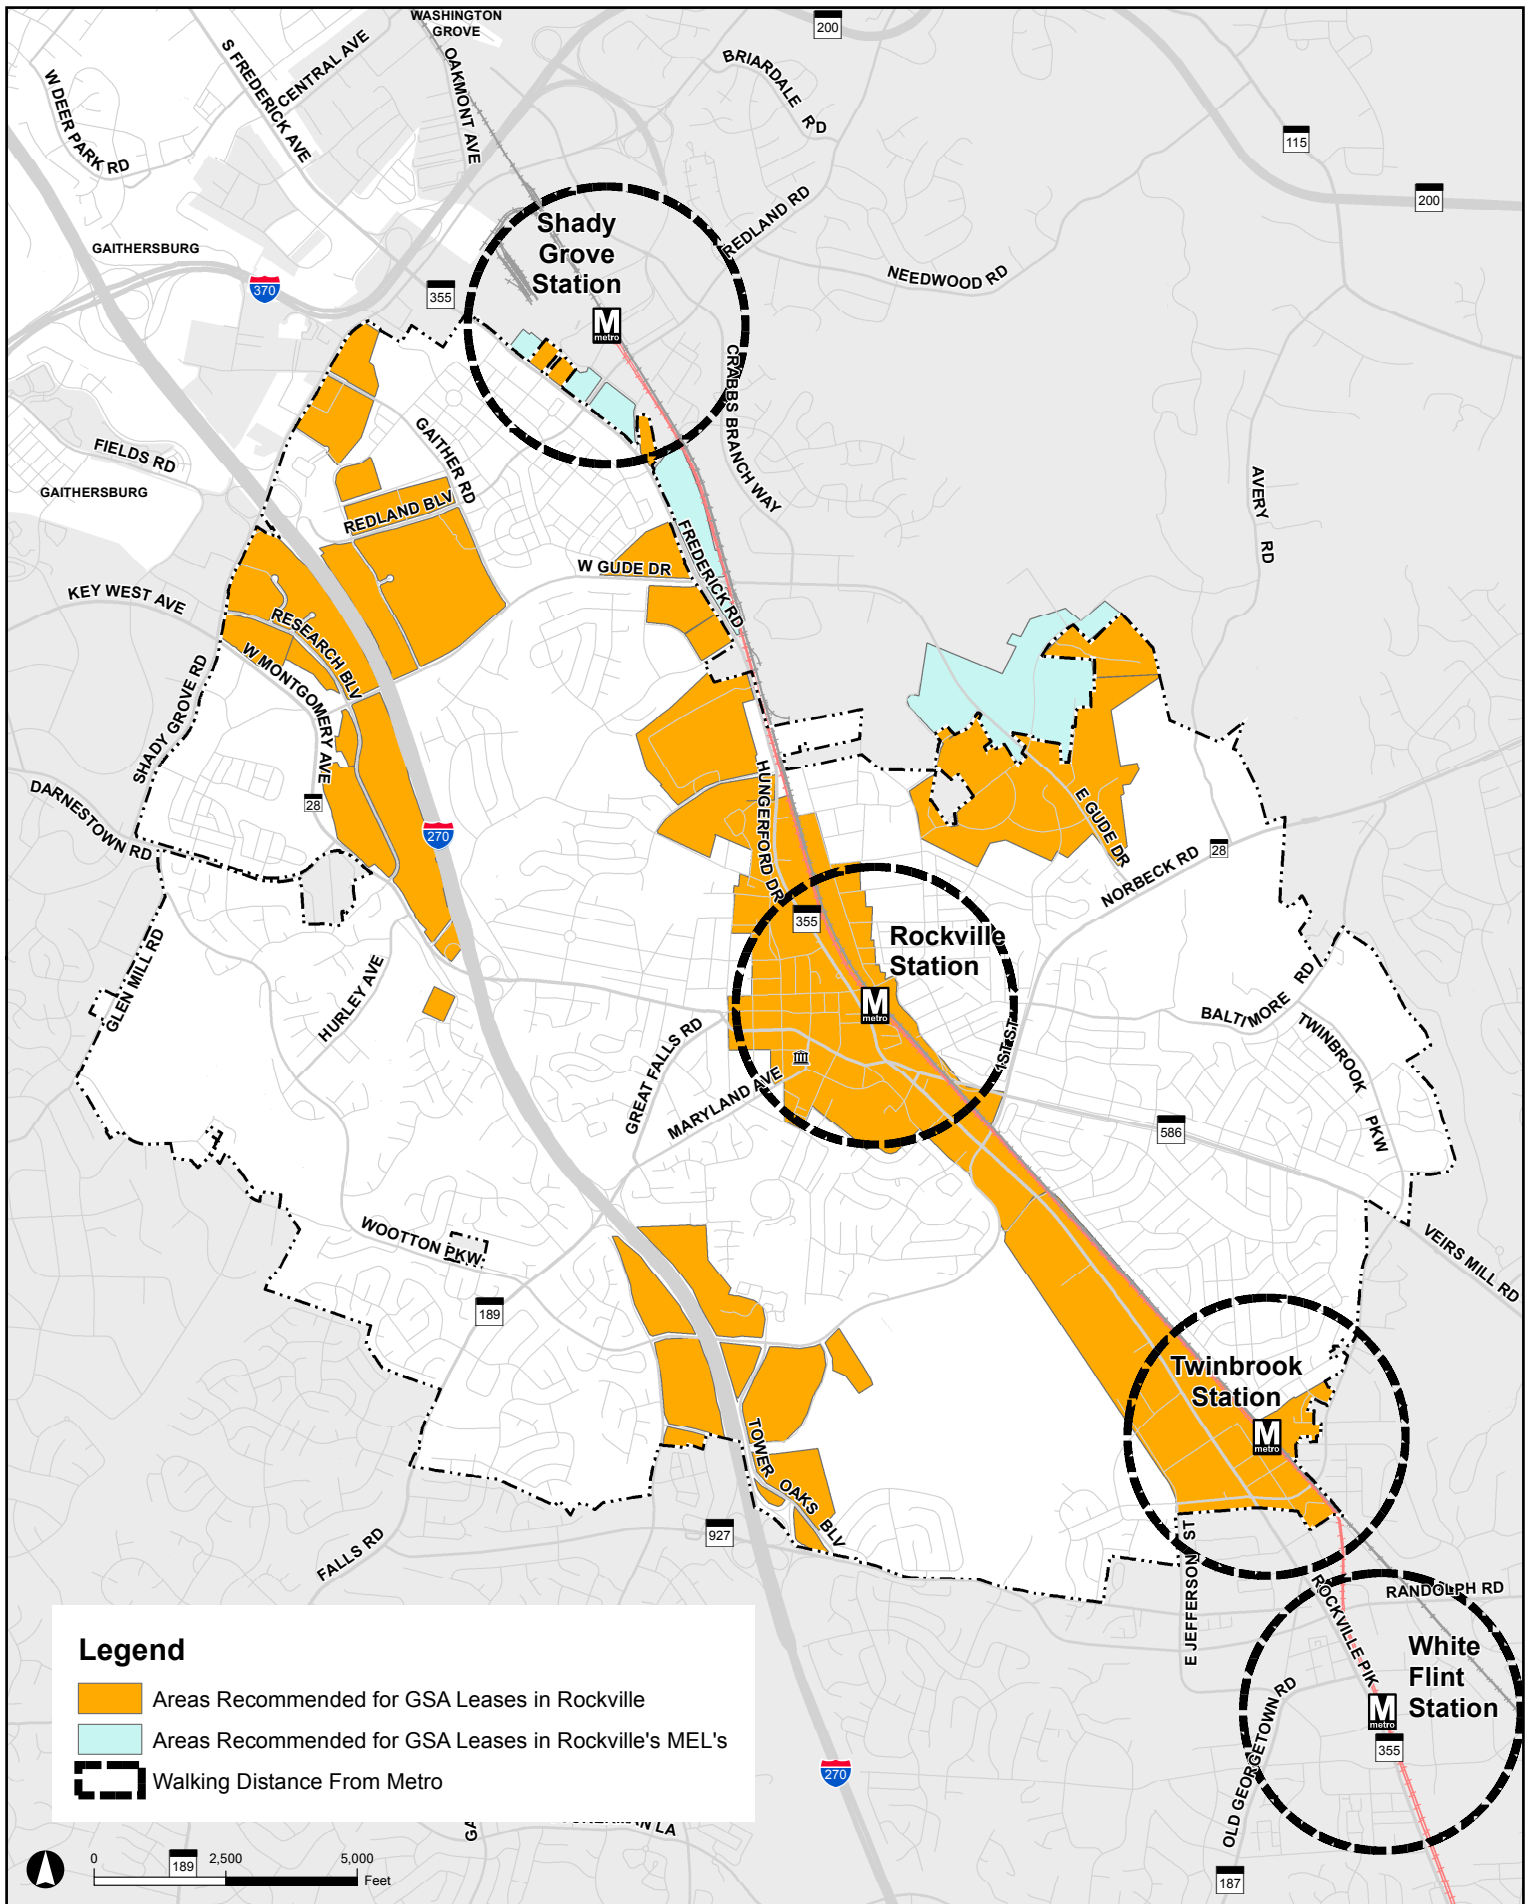 WASHINGTON
GROVE
200
S FREDERICK AVE
CENTRAL AVE
OAKMONT AVE
BRIARDALE RD
W DEER PARK RD
115
200
REDLAND RD
Shady
Grove
Station
GAITHERSBURG
NEEDWOOD RD
370
355
M
metro
CRABBS BRANCH WAY
GAITHER RD
FIELDS RD
GAITHERSBURG
REDLAND BLV
AVERY RD
FREDERICK RD
W GUDE DR
KEY WEST AVE
RESEARCH BLV
W MONTGOMERY AVE
SHADY GROVE RD
HUNGERFORD DR
DARNESTOWN RD
28
270
E GUDE DR
28
NORBECK RD
355
Rockville
Station
GLEN MILL RD
HURLEY AVE
M
metro
BALTIMORE RD
TWINBROOK PKW
GREAT FALLS RD
1ST ST
MARYLAND AVE
586
WOOTTON PKW
VEIRS MILL RD
189
Twinbrook
Station
M
metro
TOWER OAKS BLV
927
FALLS RD
E JEFFERSON ST
ROCKVILLE PIK
RANDOLPH RD
White
Flint
Station
M
metro
355
OLD GEORGETOWN RD
187
270
Legend
Areas Recommended for GSA Leases in Rockville
Areas Recommended for GSA Leases in Rockville's MEL's
Walking Distance From Metro
0
189
2,500
5,000
Feet